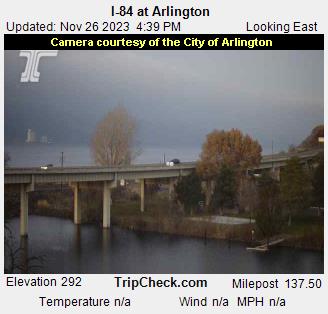 I-84 at Arlington
Updated: Nov 26 2023 4:39 PM Looking East
Camera courtesy of the City of Arlington
Elevation 292 TripCheck.com Milepost 137.50
Temperature n/a Wind n/a MPH n/a